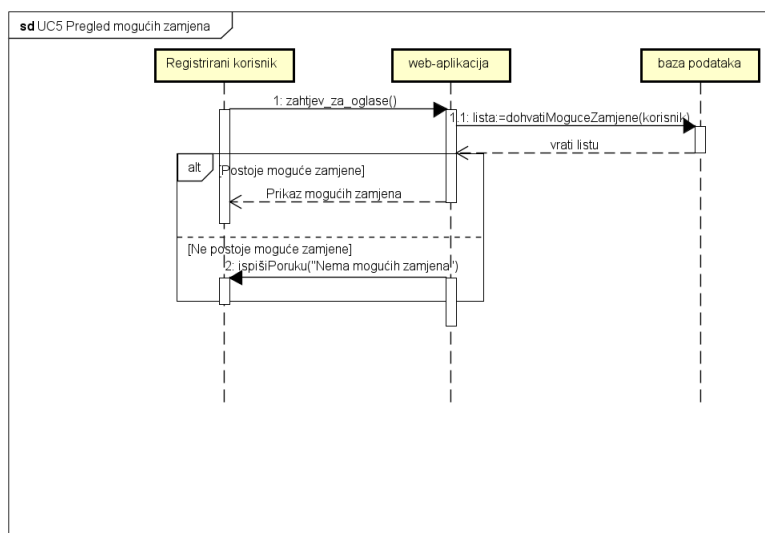 sd UC5 Pregled mogućih zamjena
Registrirani korisnik
web-aplikacija
baza podataka
1: zahtjev_za_oglase()
1.1: lista:=dohvatiMoguceZamjene(korisnik)
vrati listu
alt
[Postoje moguće zamjene]
Prikaz mogućih zamjena
[Ne postoje moguće zamjene]
2: ispišiPoruku("Nema mogućih zamjena")